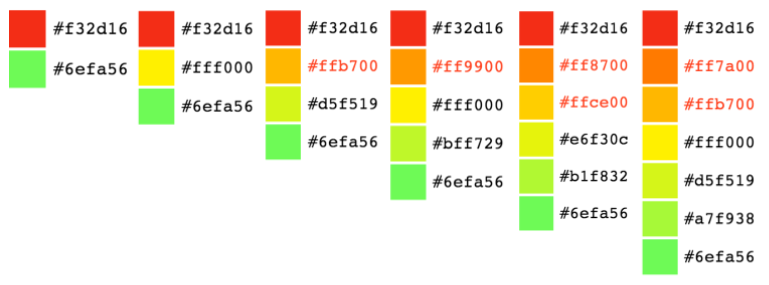 #f32d16
#6efa56
#f32d16
#fff000
#6efa56
#f32d16
#ffb700
#d5f519
#6efa56
#f32d16
#ff9900
#fff000
#bff729
#6efa56
#f32d16
#ff8700
#ffce00
#e6f30c
#b1f832
#6efa56
#f32d16
#ff7a00
#ffb700
#fff000
#d5f519
#a7f938
#6efa56